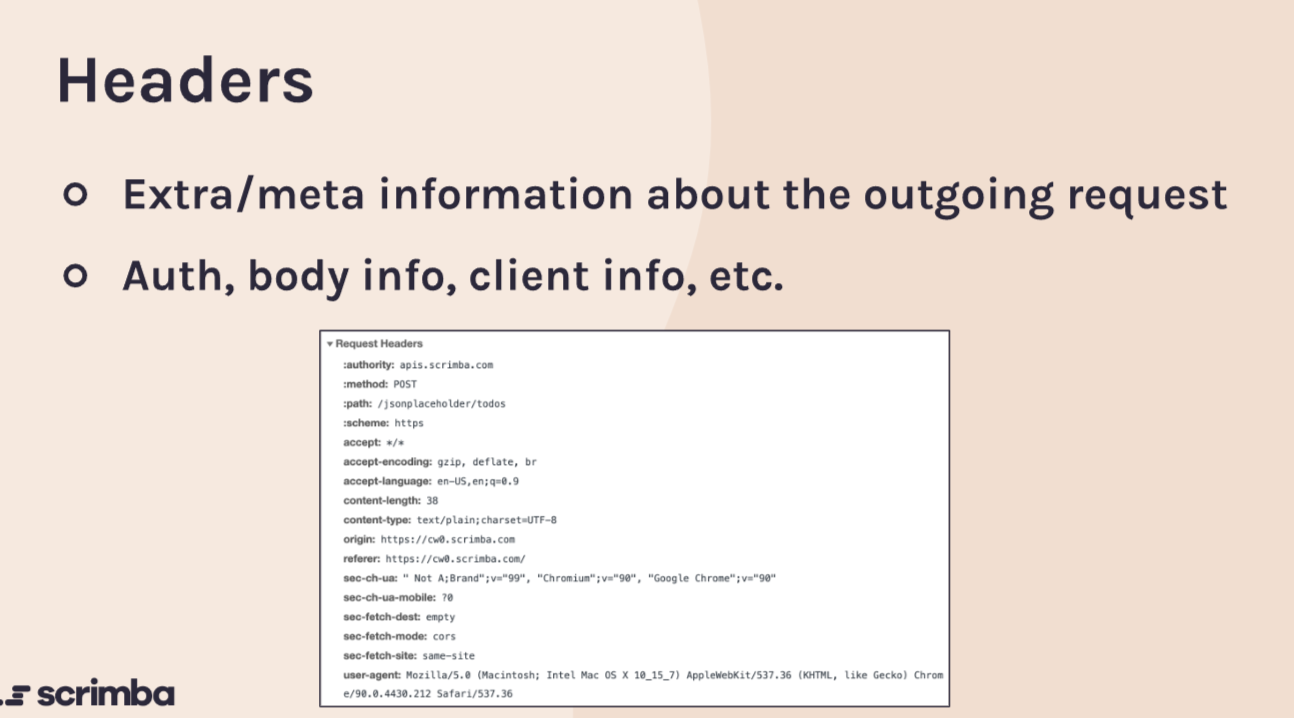 Headers
Extra/meta information about the outgoing request
Auth, body info, client info, etc.
Request Headers
:authority: apis.scrimba.com
:method: POST
:path: /jsonplaceholder/todos
:scheme: https
accept: */*
accept-encoding: gzip, deflate, br
accept-language: en-US,en;q=0.9
content-length: 38
content-type: text/plain;charset=UTF-8
origin: https://cw0.scrimba.com
referer: https://cw0.scrimba.com/
sec-ch-ua: " Not A;Brand";v="99", "Chromium";v="90", "Google Chrome";v="90"
sec-ch-ua-mobile: ?0
sec-fetch-dest: empty
sec-fetch-mode: cors
sec-fetch-site: same-site
user-agent: Mozilla/5.0 (Macintosh; Intel Mac OS X 10_15_7) AppleWebKit/537.36 (KHTML, like Gecko) Chrom
e/90.0.4430.212 Safari/537.36
scrimba